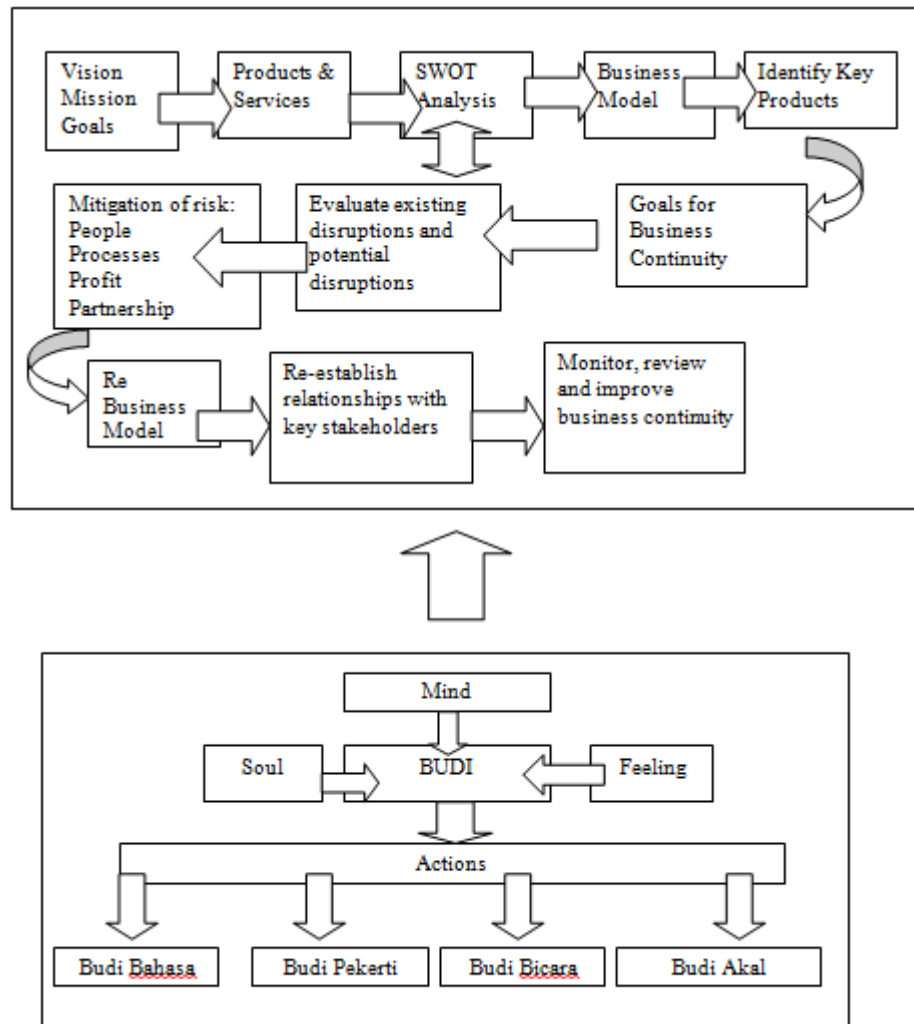 Vision
Mission
Goals
Products &
Services
SWOT
Analysis
Business
Model
Identify Key
Products
Mitigation of risk:
People
Processes
Profit
Partnership
Evaluate existing
disruptions and
potential
disruptions
Goals for
Business
Continuity
Re
Business
Model
Re-establish
relationships with
key stakeholders
Monitor, review
and improve
business continuity
Mind
Soul
BUDI
Feeling
Actions
Budi Bahasa
Budi Pekerti
Budi Bicara
Budi Akal